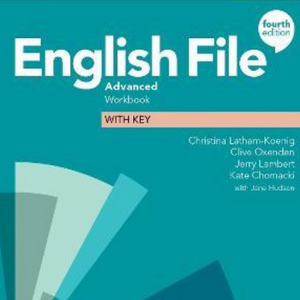 fourth
edition
English File
Advanced
Workbook
WITH KEY
Christina Latham-Koenig
Clive Oxenden
Jerry Lambert
Kate Chomacki
with Jane Hudson